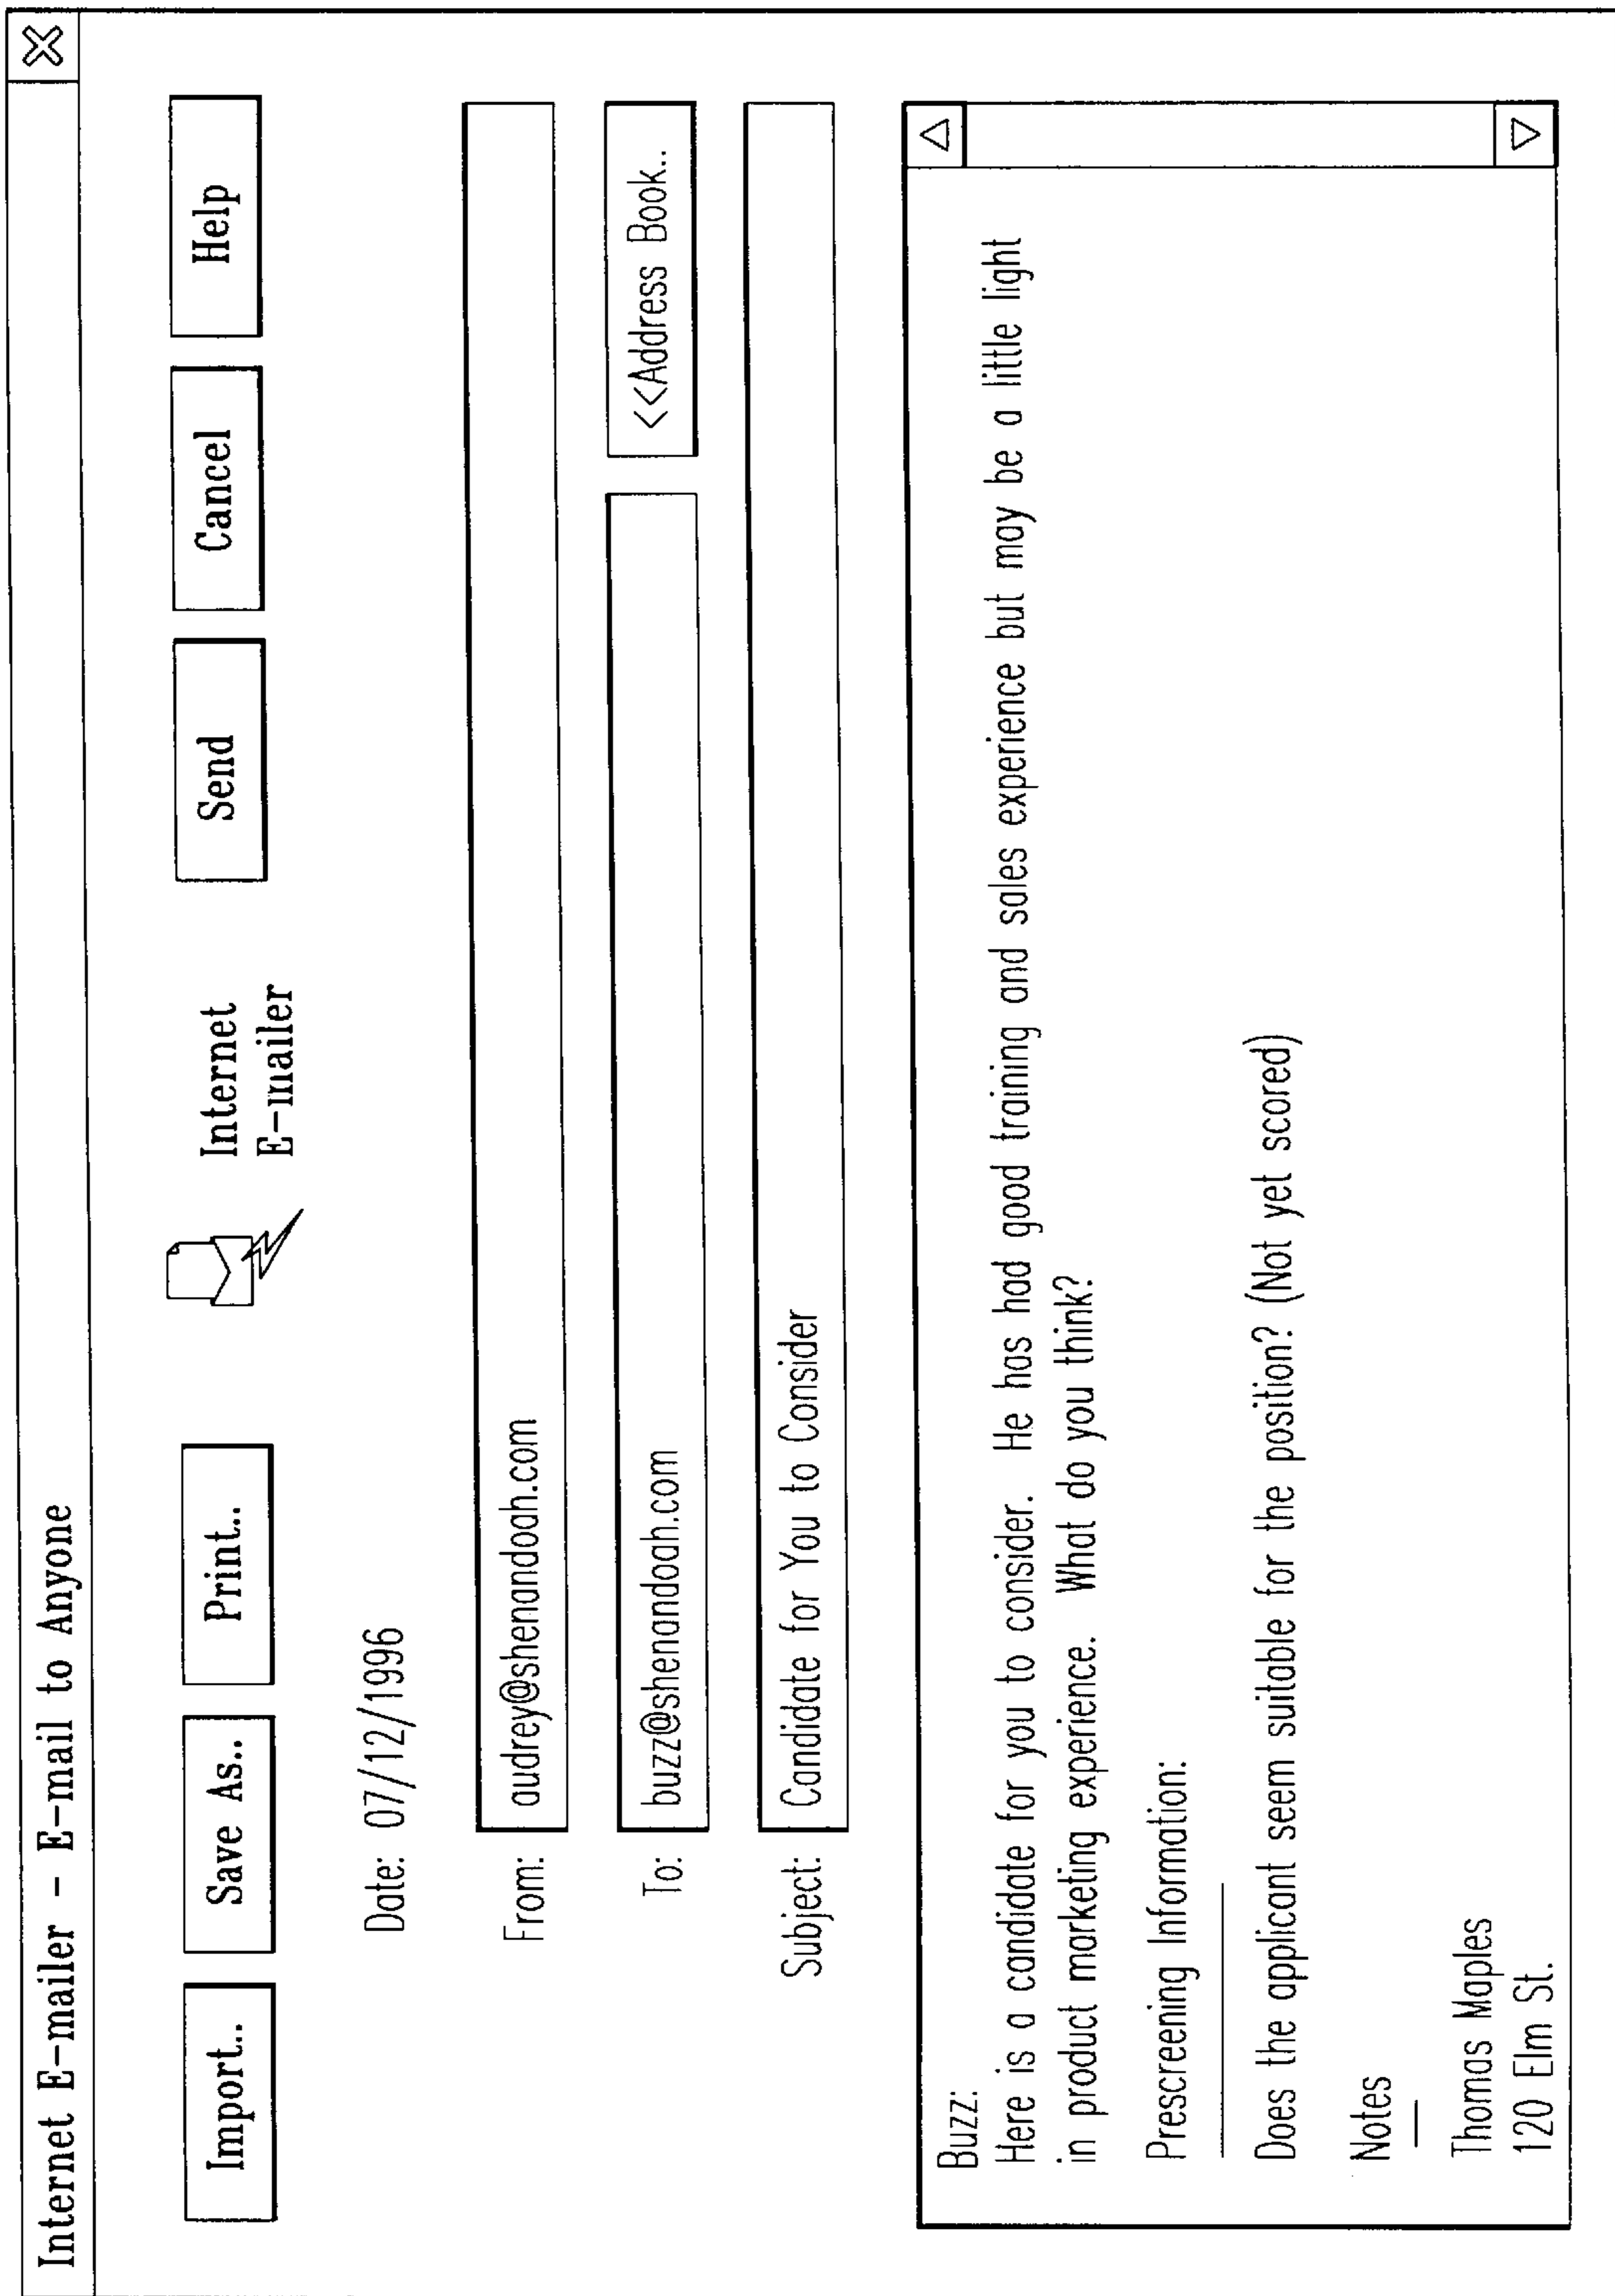 Internet E-mailer - E-mail to Anyone
Import..
Save As..
Print..
Internet
E-mailer
Send
Cancel
Help
Date: 07/12/1996
From: audrey@shenandoah.com
To: buzz@shenandoah.com
<<Address Book..
Subject: Candidate for You to Consider
Buzz:
Here is a candidate for you to consider. He has had good training and sales experience but may be a little light
in product marketing experience. What do you think?
Prescreening Information:
Does the applicant seem suitable for the position? (Not yet scored)
Notes
Thomas Maples
120 Elm St.